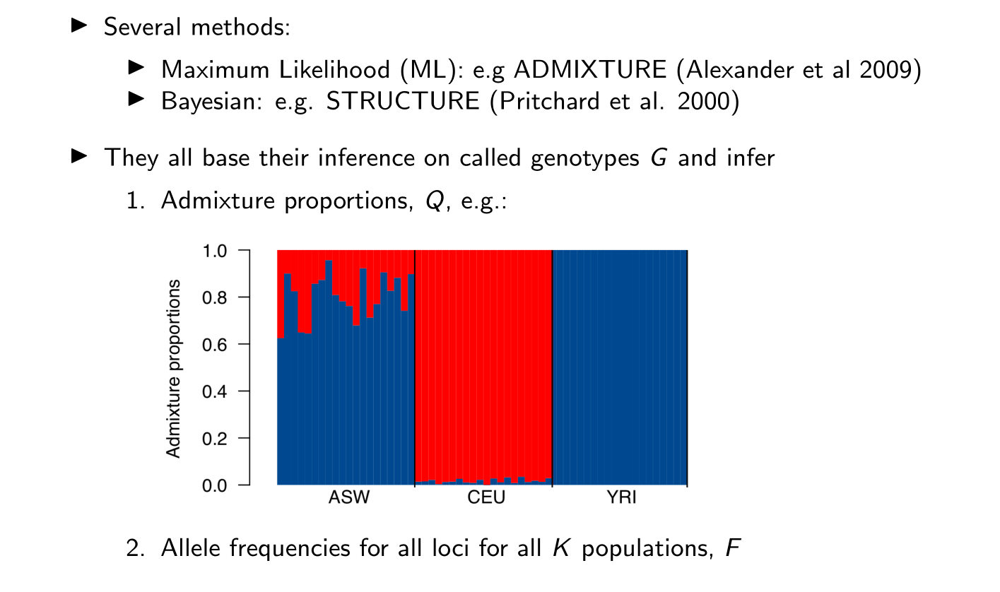 ▶ Several methods:
▶ Maximum Likelihood (ML): e.g ADMIXTURE (Alexander et al 2009)
▶ Bayesian: e.g. STRUCTURE (Pritchard et al. 2000)
▶ They all base their inference on called genotypes G and infer
1. Admixture proportions, Q, e.g.:
Admixture proportions
1.0
0.8
0.6
0.4
0.2
0.0
ASW CEU YRI
2. Allele frequencies for all loci for all K populations, F